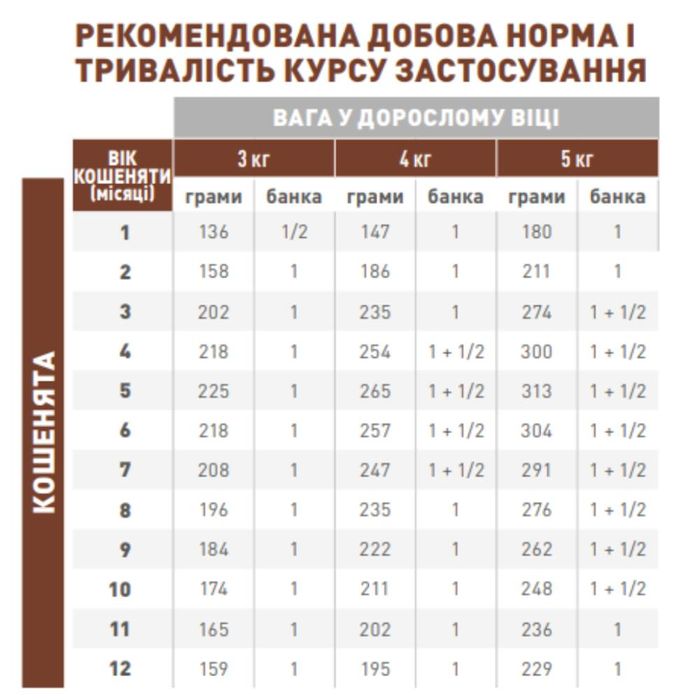 РЕКОМЕНДОВАНА ДОБОВА НОРМА І
ТРИВАЛІСТЬ КУРСУ ЗАСТОСУВАННЯ
ВАГА У ДОРОСЛОМУ ВІЦІ
ВІК
КОШЕНЯТИ
(місяці)
3 кг 4 кг 5 кг
грами банка грами банка грами банка
КОШЕНЯТА
1 136 1/2 147 1 180 1
2 158 1 186 1 211 1
3 202 1 235 1 274 1 + 1/2
4 218 1 254 1 + 1/2 300 1 + 1/2
5 225 1 265 1 + 1/2 313 1 + 1/2
6 218 1 257 1 + 1/2 304 1 + 1/2
7 208 1 247 1 + 1/2 291 1 + 1/2
8 196 1 235 1 276 1 + 1/2
9 184 1 222 1 262 1 + 1/2
10 174 1 211 1 248 1 + 1/2
11 165 1 202 1 236 1
12 159 1 195 1 229 1